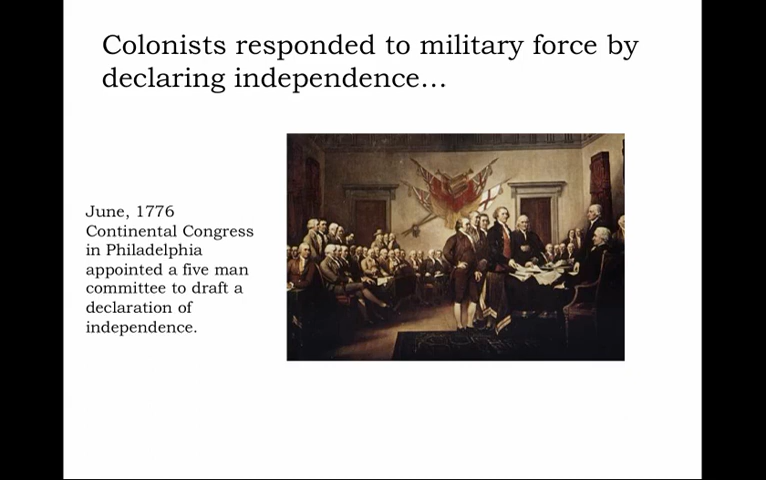 Colonists responded to military force by
declaring independence…
June, 1776
Continental Congress
in Philadelphia
appointed a five man
committee to draft a
declaration of
independence.